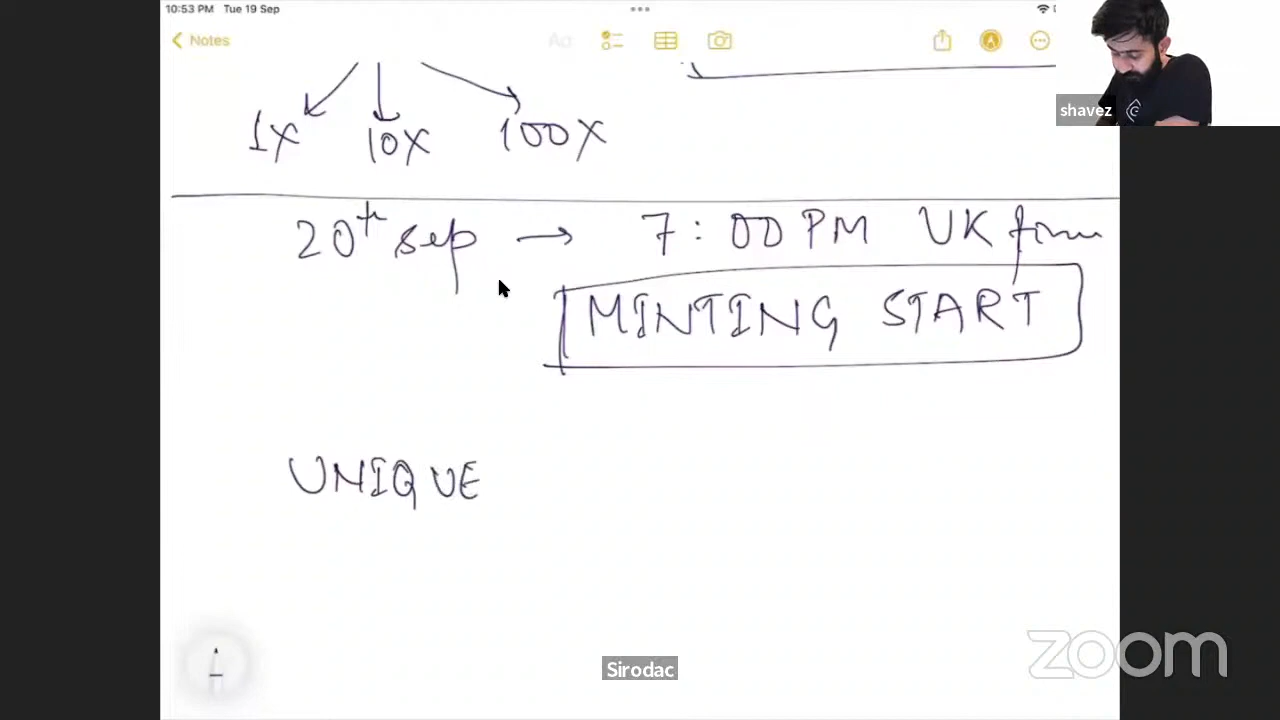 10:53 PM Tue 19 Sep
Notes
Aa
shavez
1X 10X 100X
20th sep → 7:00 PM UK time
MINTING START
UNIQUE
Sirodac
zoom